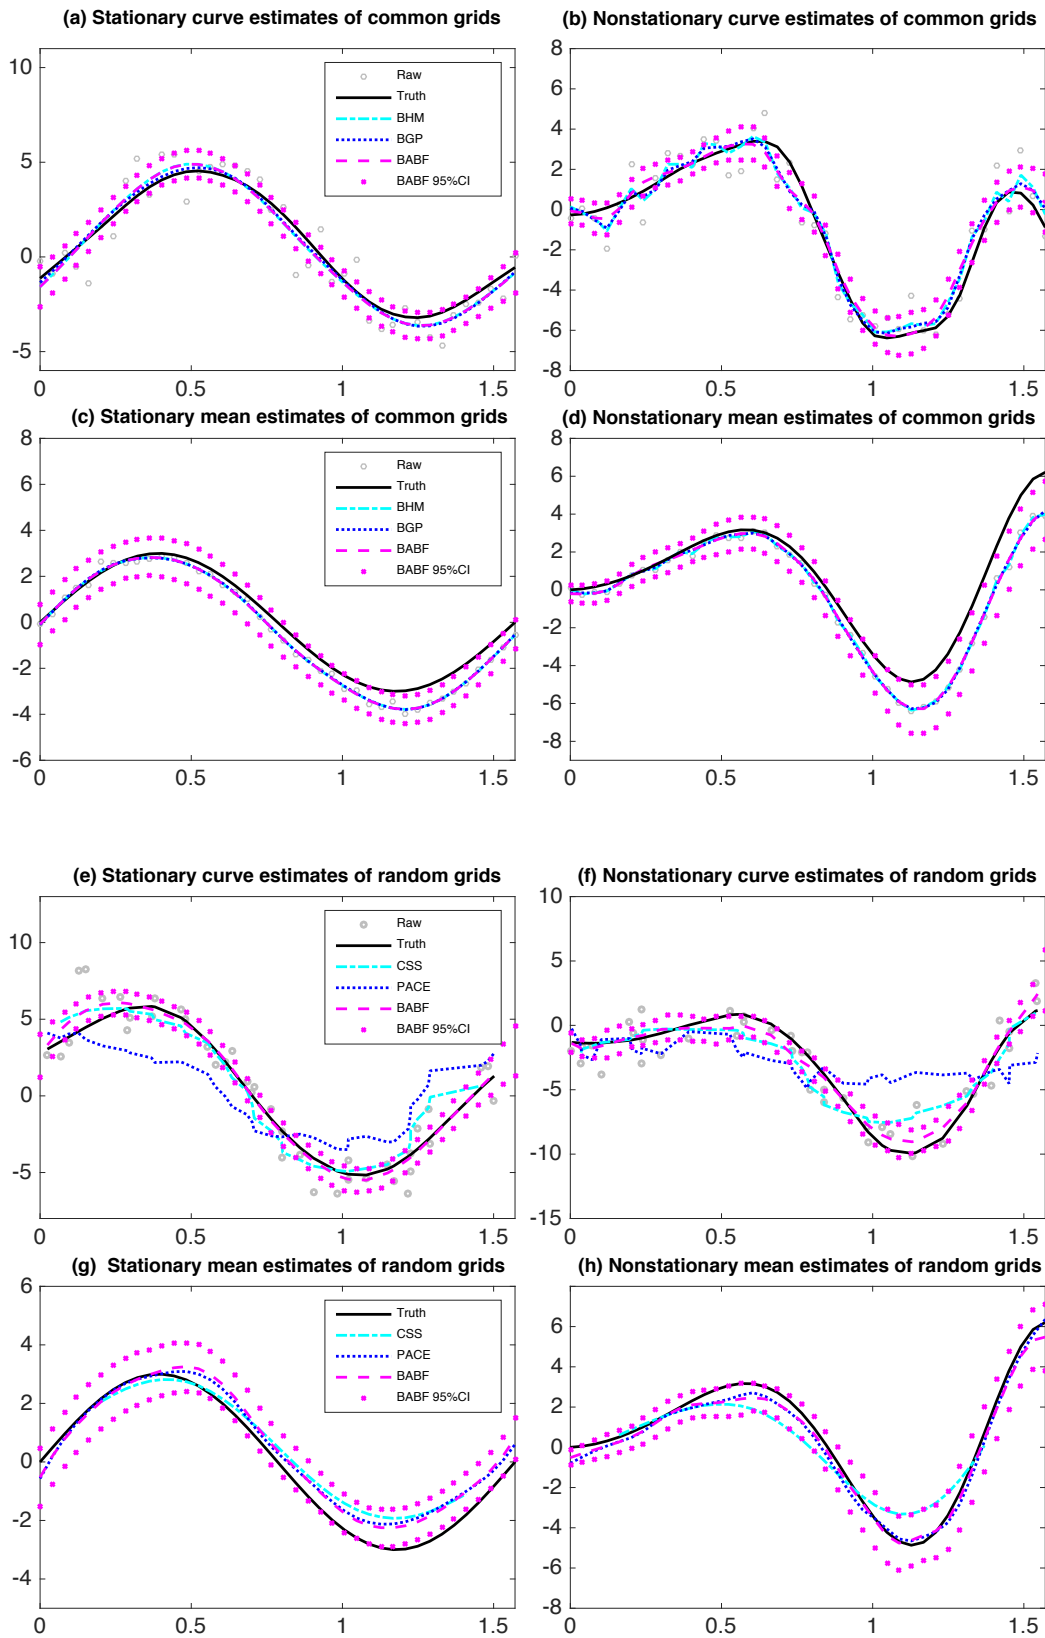 (a) Stationary curve estimates of common grids
(b) Nonstationary curve estimates of common grids
10
5
0
-5
0
0.5
1
1.5
Raw
Truth
BHM
BGP
BABF
BABF 95%CI
8
6
4
2
0
-2
-4
-6
-8
0
0.5
1
1.5
(c) Stationary mean estimates of common grids
(d) Nonstationary mean estimates of common grids
8
6
4
2
0
-2
-4
-6
0
0.5
1
1.5
Raw
Truth
BHM
BGP
BABF
BABF 95%CI
8
6
4
2
0
-2
-4
-6
-8
0
0.5
1
1.5
(e) Stationary curve estimates of random grids
(f) Nonstationary curve estimates of random grids
10
5
0
-5
0
0.5
1
1.5
Raw
Truth
CSS
PACE
BABF
BABF 95%CI
10
5
0
-5
-10
-15
0
0.5
1
1.5
(g) Stationary mean estimates of random grids
(h) Nonstationary mean estimates of random grids
6
4
2
0
-2
-4
0
0.5
1
1.5
Truth
CSS
PACE
BABF
BABF 95%CI
6
4
2
0
-2
-4
-6
-8
0
0.5
1
1.5